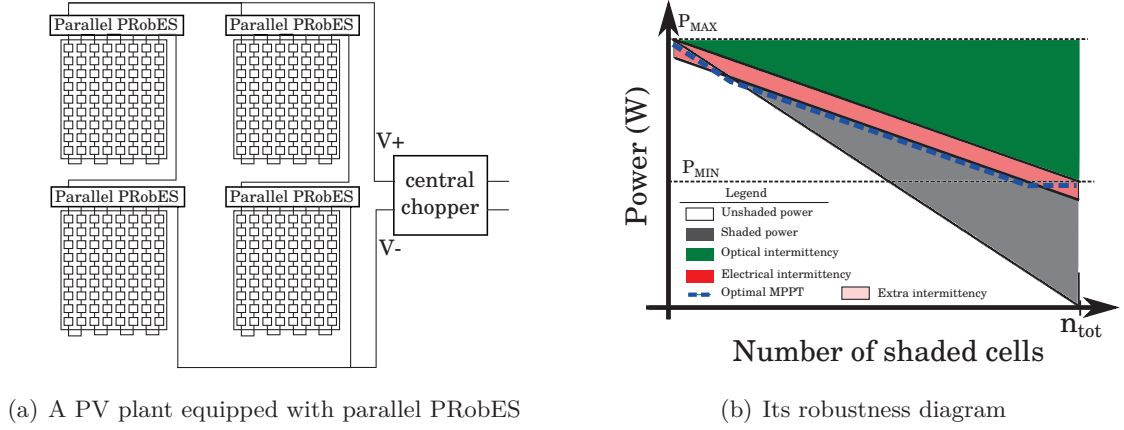 Parallel PRobES
Parallel PRobES
Parallel PRobES
Parallel PRobES
V+
V-
central
chopper
(a) A PV plant equipped with parallel PRobES
Power (W)
P_MAX
P_MIN
Legend
Unshaded power
Shaded power
Optical intermittency
Electrical intermittency
Optimal MPPT
Extra intermittency
n_tot
Number of shaded cells
(b) Its robustness diagram